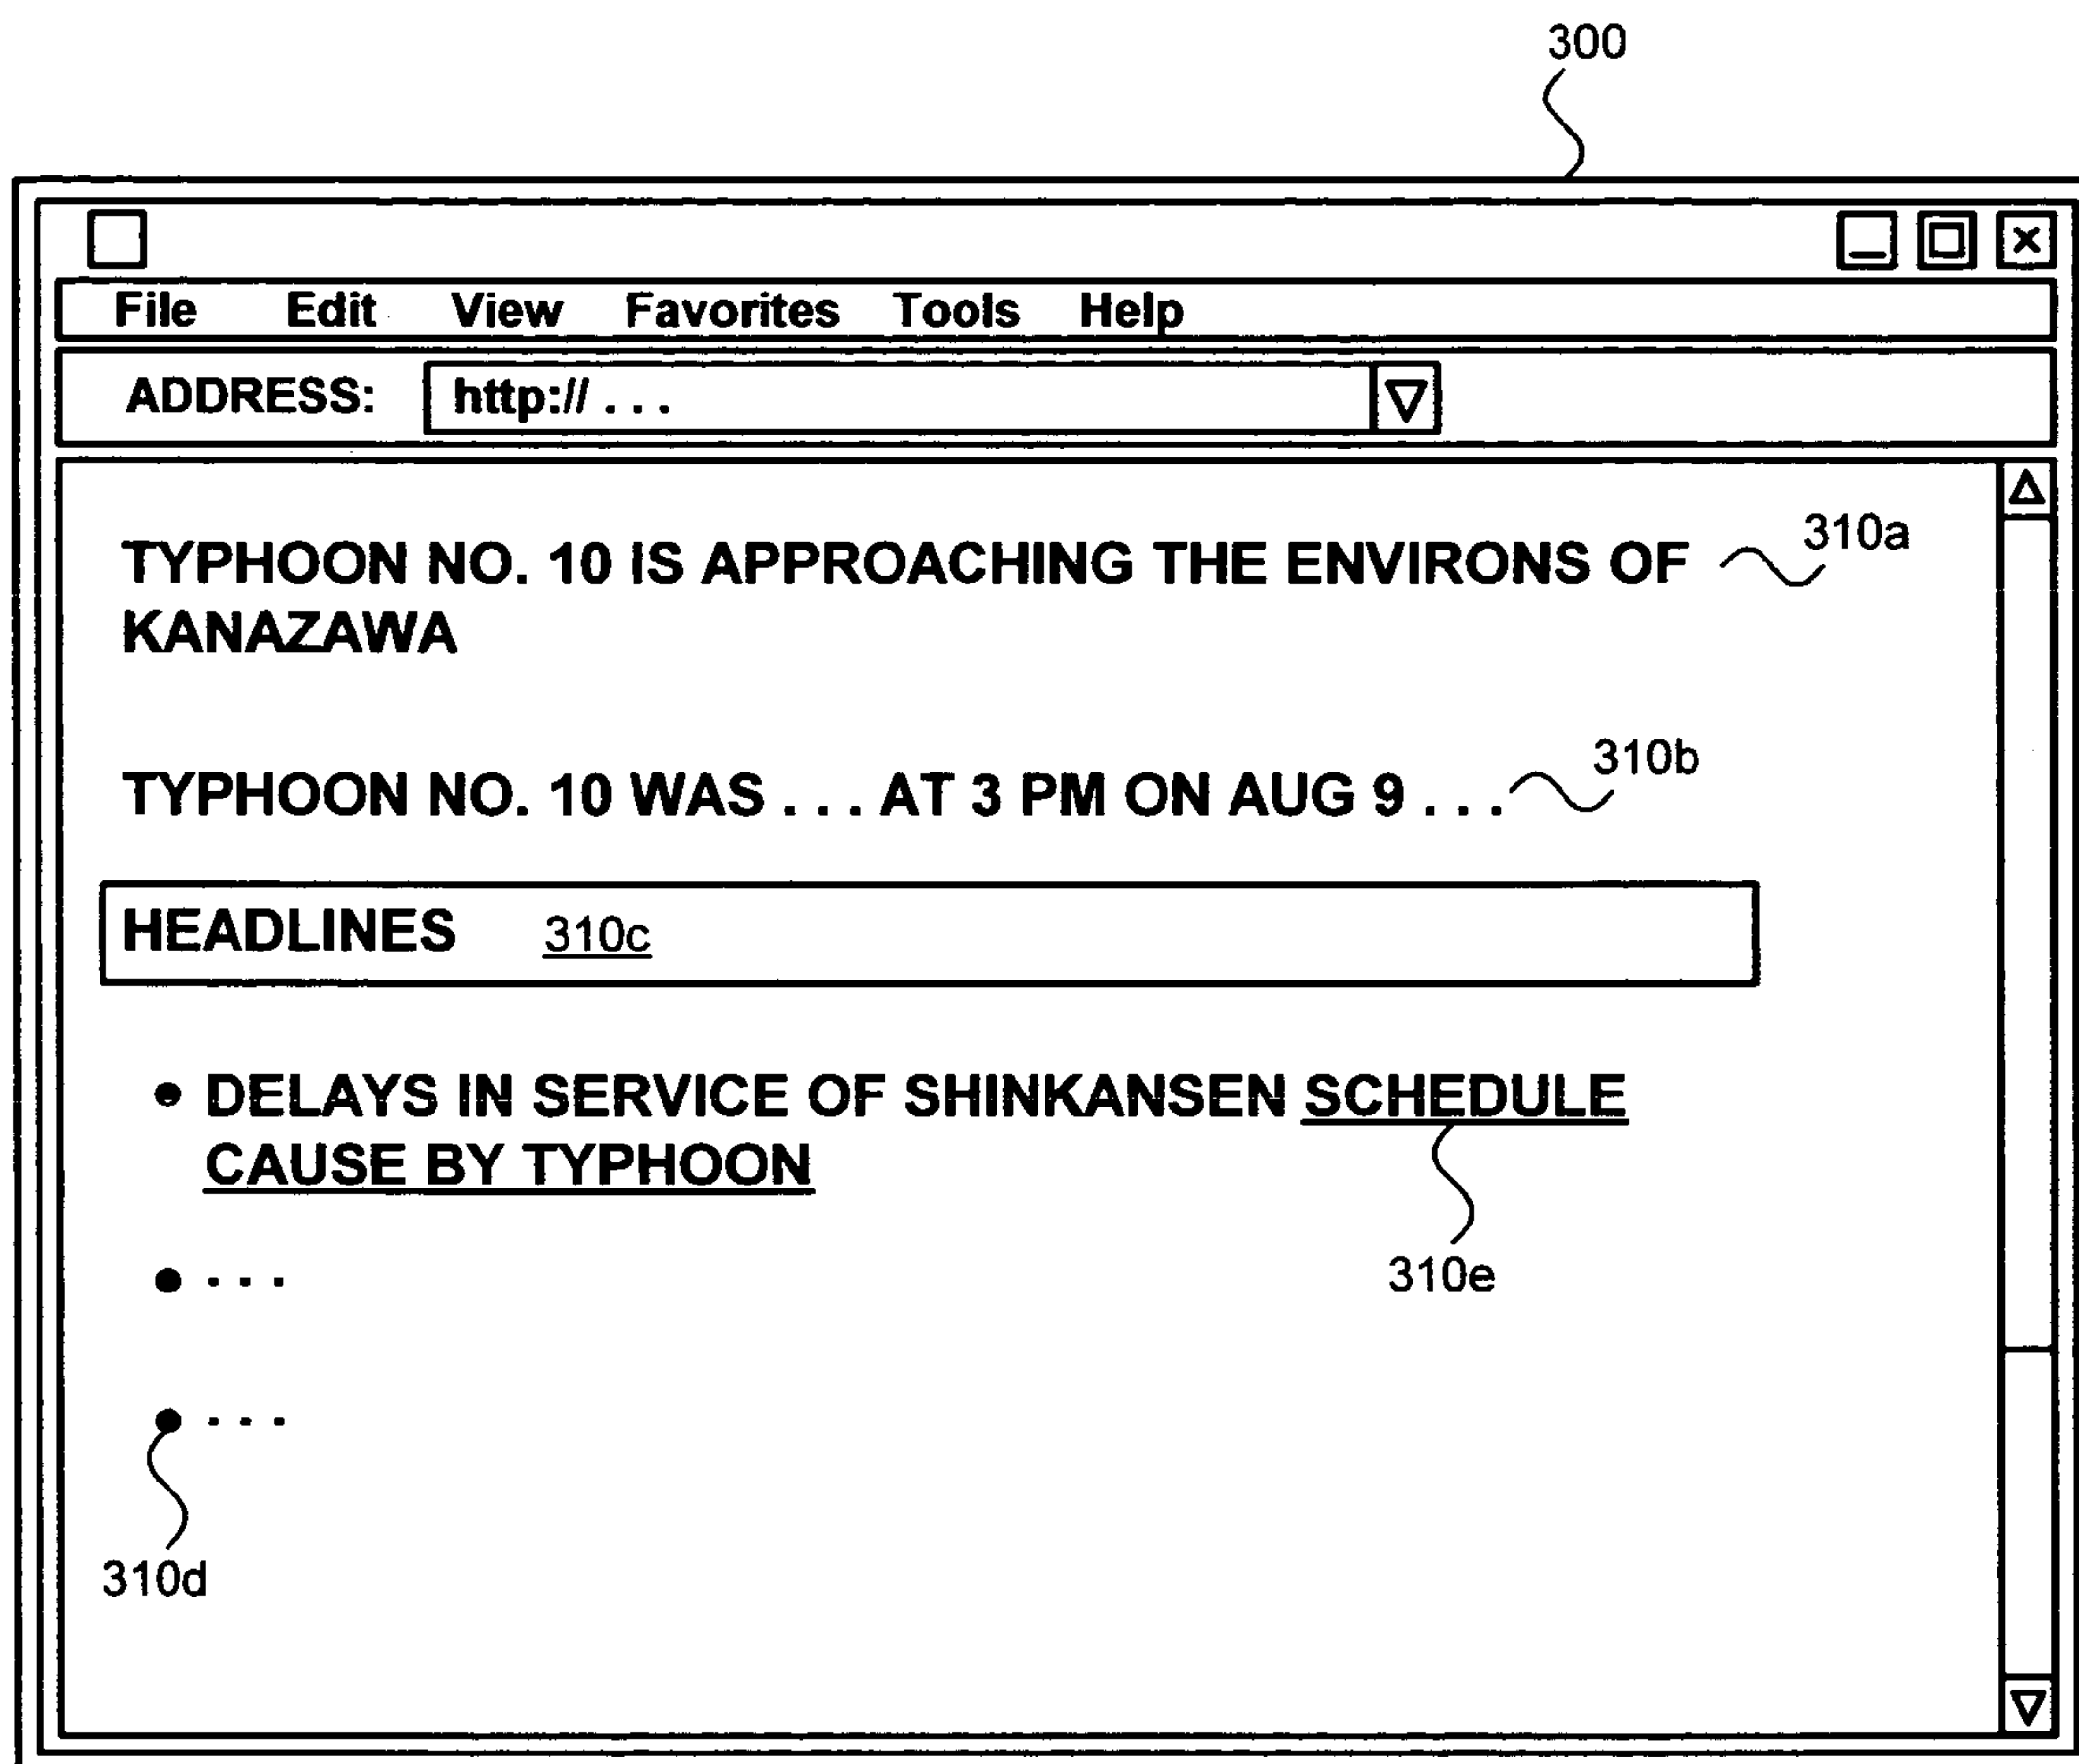 300
File Edit View Favorites Tools Help
ADDRESS: http:// . . .
TYPHOON NO. 10 IS APPROACHING THE ENVIRONS OF 310a
KANAZAWA
TYPHOON NO. 10 WAS . . . AT 3 PM ON AUG 9 . . . 310b
HEADLINES 310c
• DELAYS IN SERVICE OF SHINKANSEN SCHEDULE
CAUSE BY TYPHOON
310e
• . . .
• . . .
310d